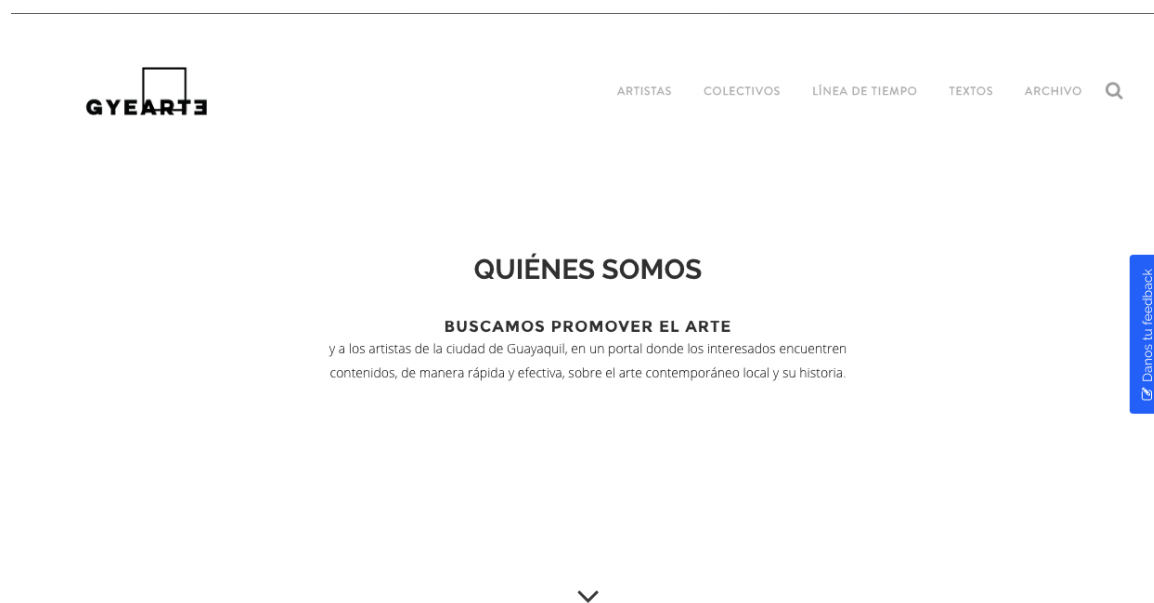 GYEARTE
ARTISTAS COLECTIVOS LÍNEA DE TIEMPO TEXTOS ARCHIVO
QUIÉNES SOMOS
BUSCAMOS PROMOVER EL ARTE
y a los artistas de la ciudad de Guayaquil, en un portal donde los interesados encuentren
contenidos, de manera rápida y efectiva, sobre el arte contemporáneo local y su historia.
Danos tu feedback